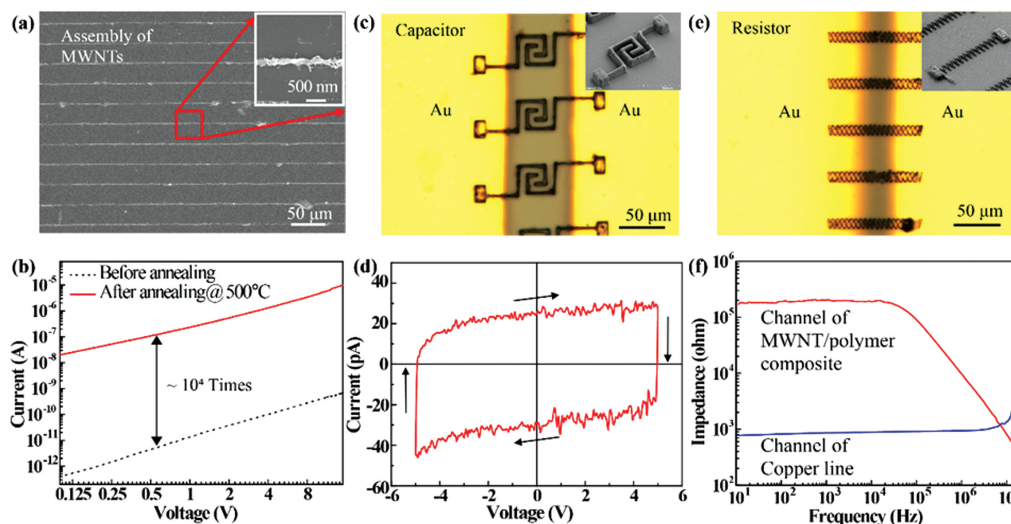 (a)
Assembly of
MWNTs
500 nm
50 μm
(c)
Capacitor
Au
Au
50 μm
(e)
Resistor
Au
Au
50 μm
(b)
Before annealing
After annealing@ 500°C
~ 10⁴ Times
Current (A)
10⁻⁵
10⁻⁶
10⁻⁷
10⁻⁸
10⁻⁹
10⁻¹⁰
10⁻¹¹
10⁻¹²
0.125 0.25 0.5 1 2 4 8
Voltage (V)
(d)
Current (pA)
40
20
0
-20
-40
-60
-6 -4 -2 0 2 4 6
Voltage (V)
(f)
Impedance (ohm)
10⁶
10⁵
10⁴
10³
10²
Channel of
MWNT/polymer
composite
Channel of
Copper line
10¹ 10² 10³ 10⁴ 10⁵ 10⁶ 10⁷
Frequency (Hz)